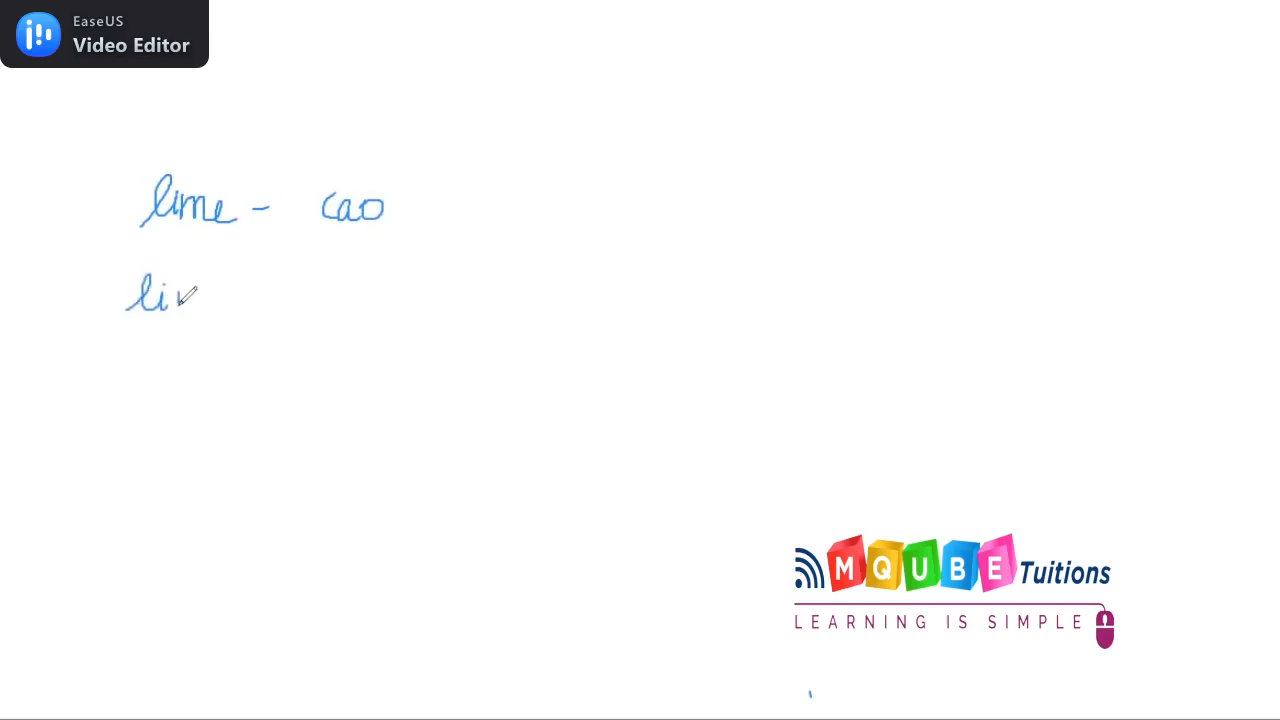 EaseUS
Video Editor
lime - cao
li
MQUBE Tuitions
LEARNING IS SIMPLE